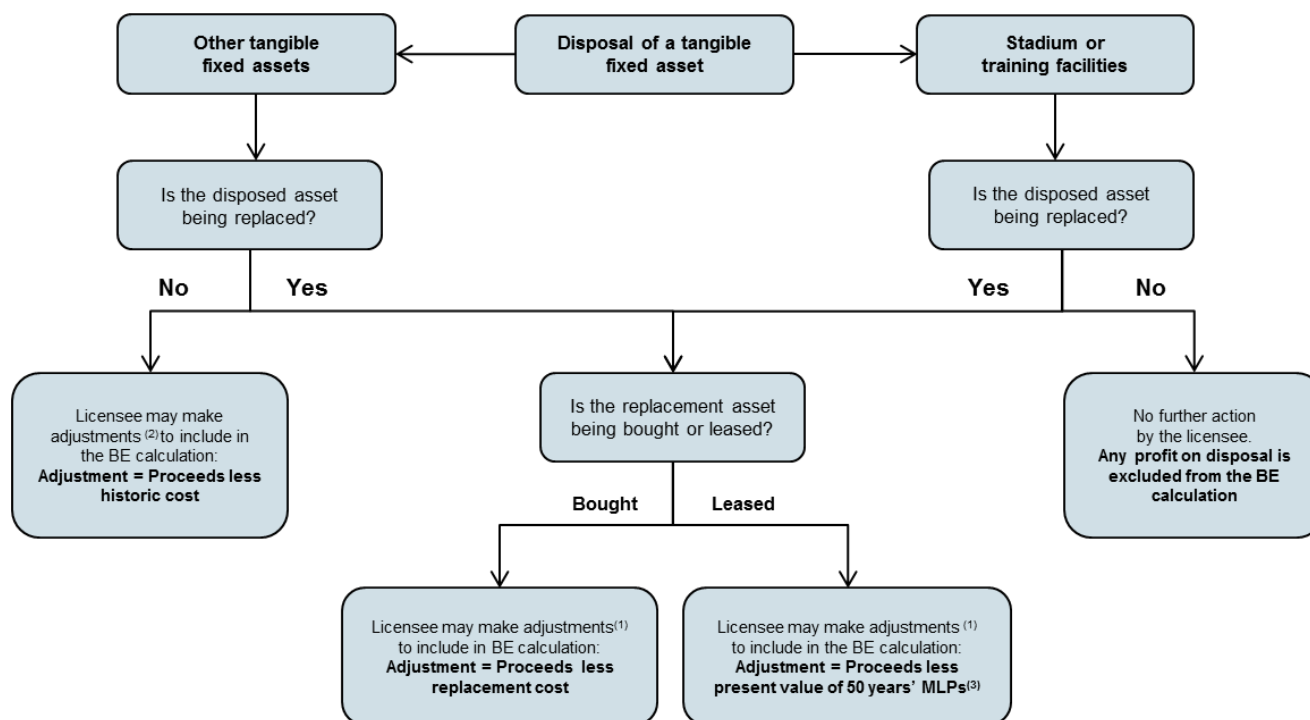 Other tangible
fixed assets
Disposal of a tangible
fixed asset
Stadium or
training facilities
Is the disposed asset
being replaced?
Is the disposed asset
being replaced?
No
Yes
Yes
No
Licensee may make
adjustments (2) to include in
the BE calculation:
Adjustment = Proceeds less
historic cost
Is the replacement asset
being bought or leased?
No further action
by the licensee.
Any profit on disposal is
excluded from the BE
calculation
Bought
Leased
Licensee may make adjustments(1)
to include in BE calculation:
Adjustment = Proceeds less
replacement cost
Licensee may make adjustments (1)
to include in the BE calculation:
Adjustment = Proceeds less
present value of 50 years' MLPs(3)